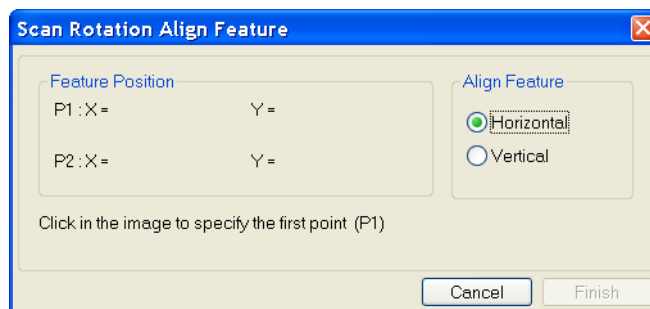 Scan Rotation Align Feature
Feature Position
P1 : X = Y =
P2 : X = Y =
Align Feature
Horizontal
Vertical
Click in the image to specify the first point (P1)
Cancel Finish